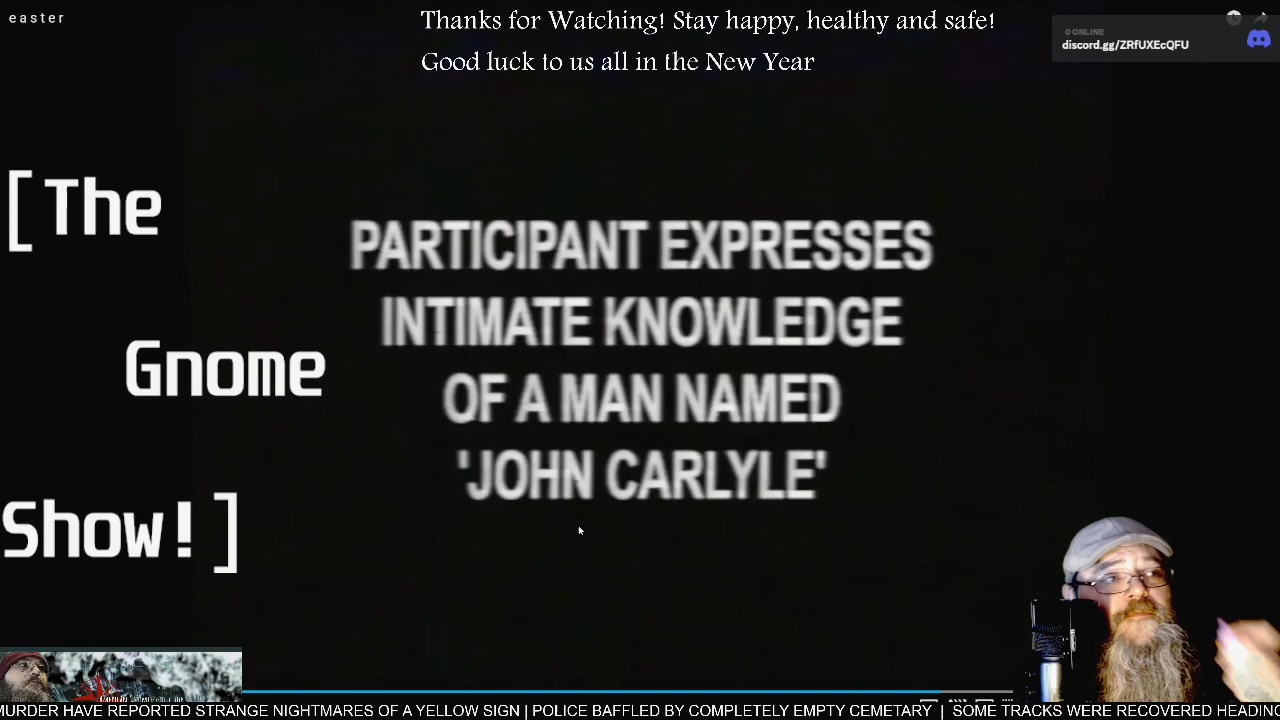 easter
Thanks for Watching! Stay happy, healthy and safe!
Good luck to us all in the New Year
0 ONLINE
discord.gg/ZRfUXEcQFU
[The
Gnome
Show!]
PARTICIPANT EXPRESSES
INTIMATE KNOWLEDGE
OF A MAN NAMED
'JOHN CARLYLE'
MURDER HAVE REPORTED STRANGE NIGHTMARES OF A YELLOW SIGN | POLICE BAFFLED BY COMPLETELY EMPTY CEMETARY | SOME TRACKS WERE RECOVERED HEADING